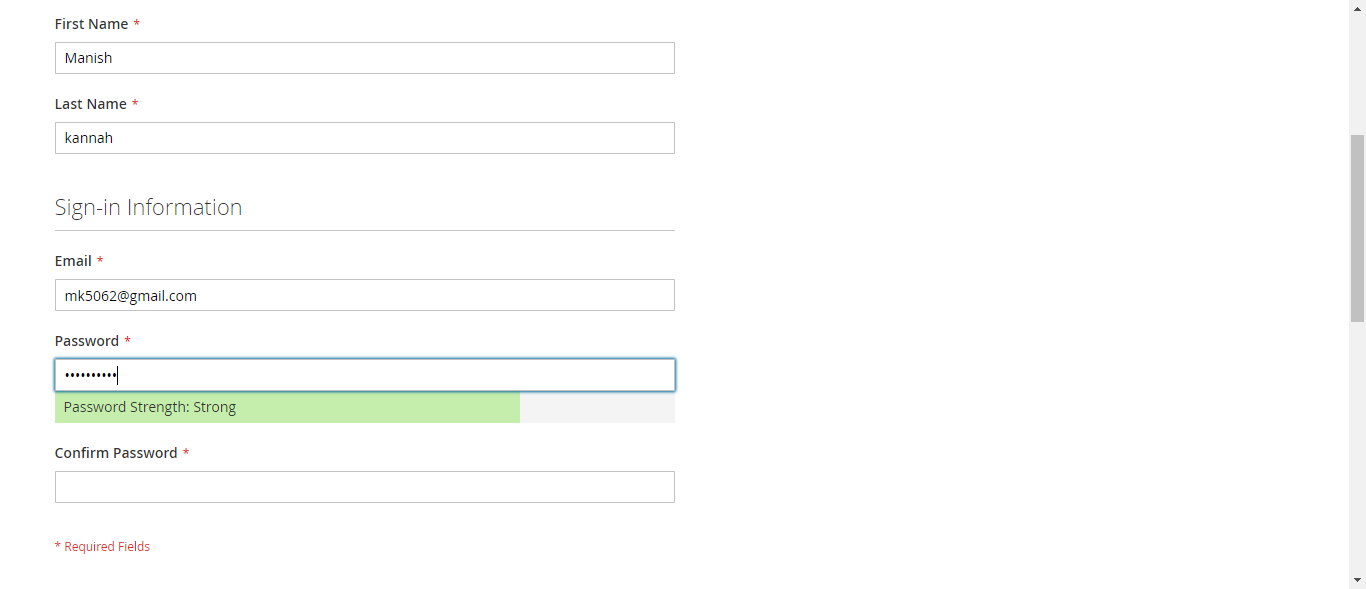 First Name *
Manish
Last Name *
kannah
Sign-in Information
Email *
mk5062@gmail.com
Password *
••••••••••
Password Strength: Strong
Confirm Password *
* Required Fields